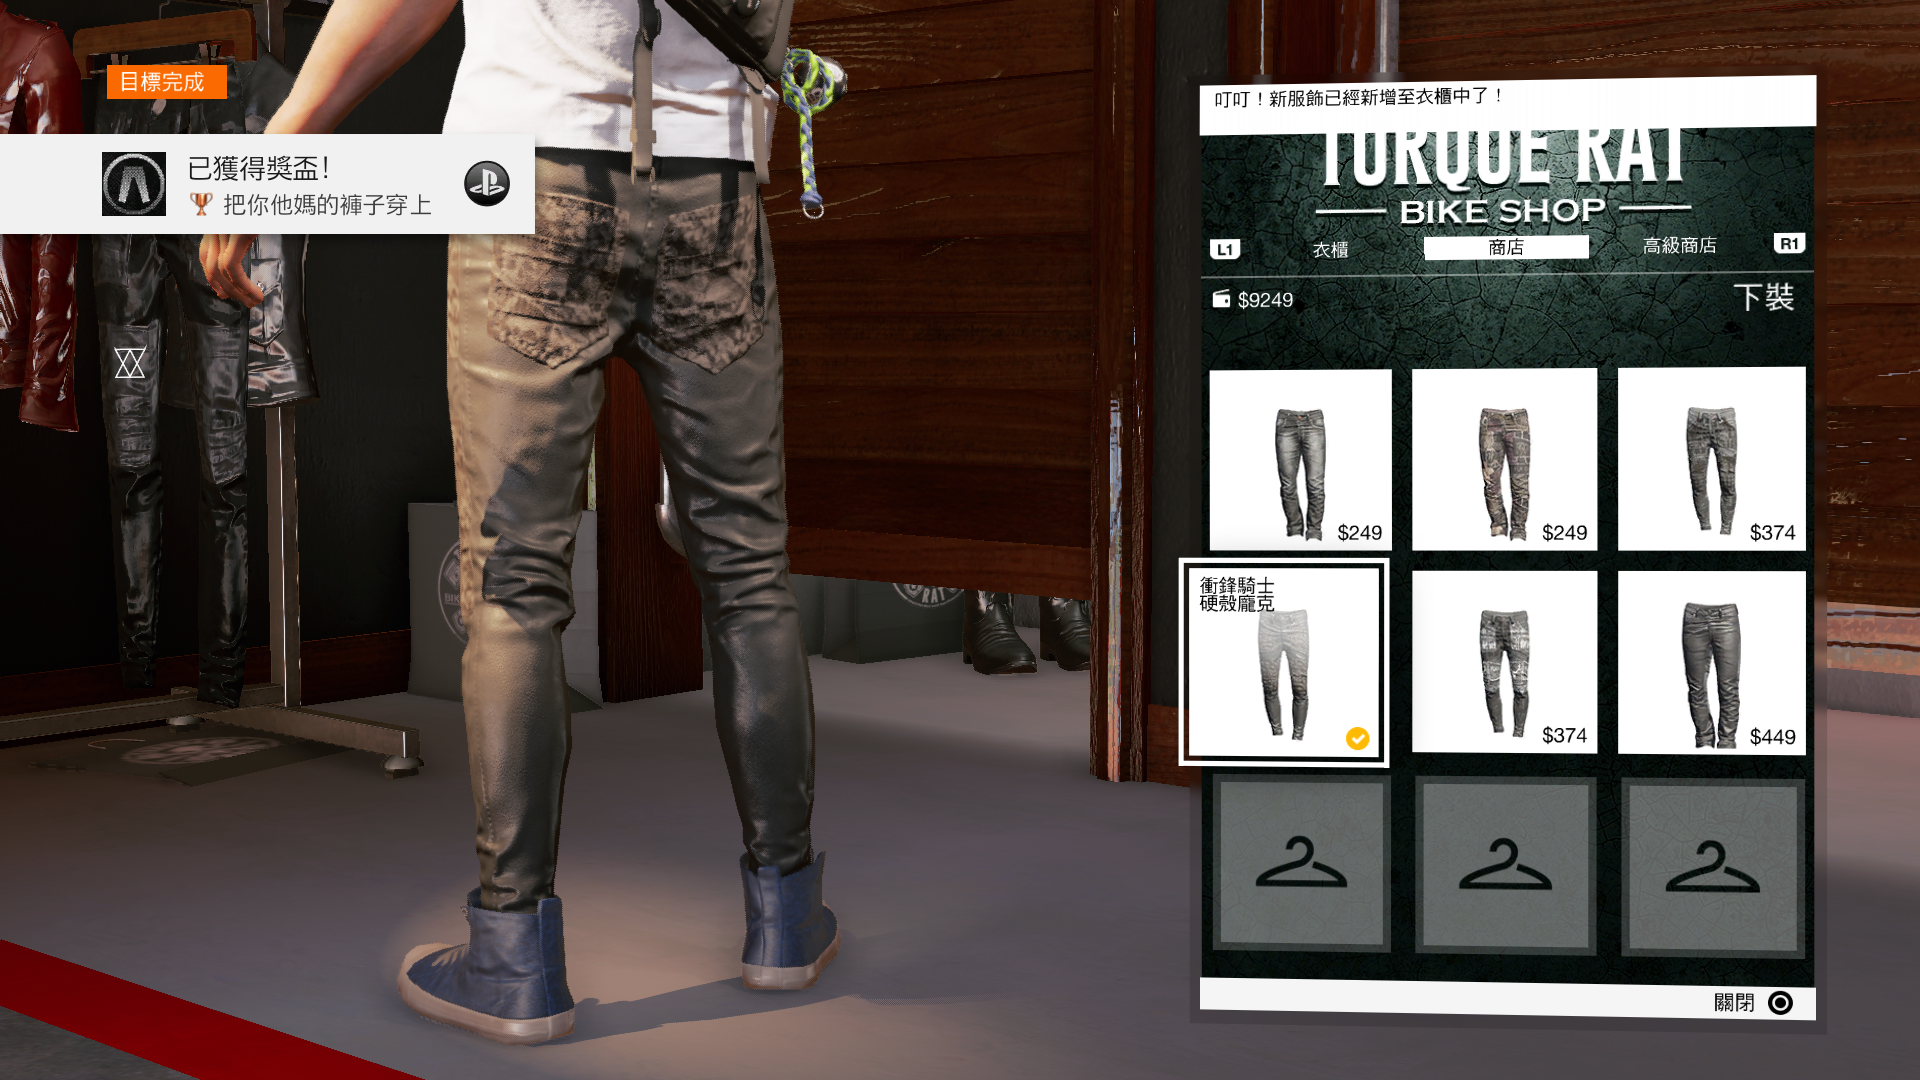 目標完成
已獲得獎盃！
把你他媽的褲子穿上
叮叮！新服飾已經新增至衣櫃中了！
TORQUE RAT
BIKE SHOP
L1
衣櫃
商店
高級商店
R1
$9249
下裝
$249
$249
$374
衝鋒騎士
硬殼龐克
$374
$449
關閉